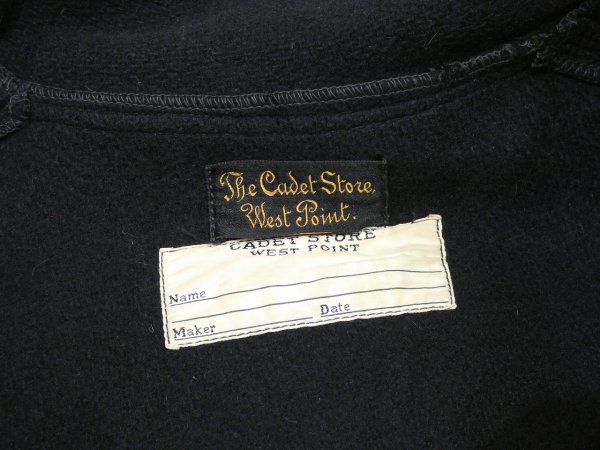 The Cadet Store,
West Point.
CADET STORE
WEST POINT
Name
Maker Date